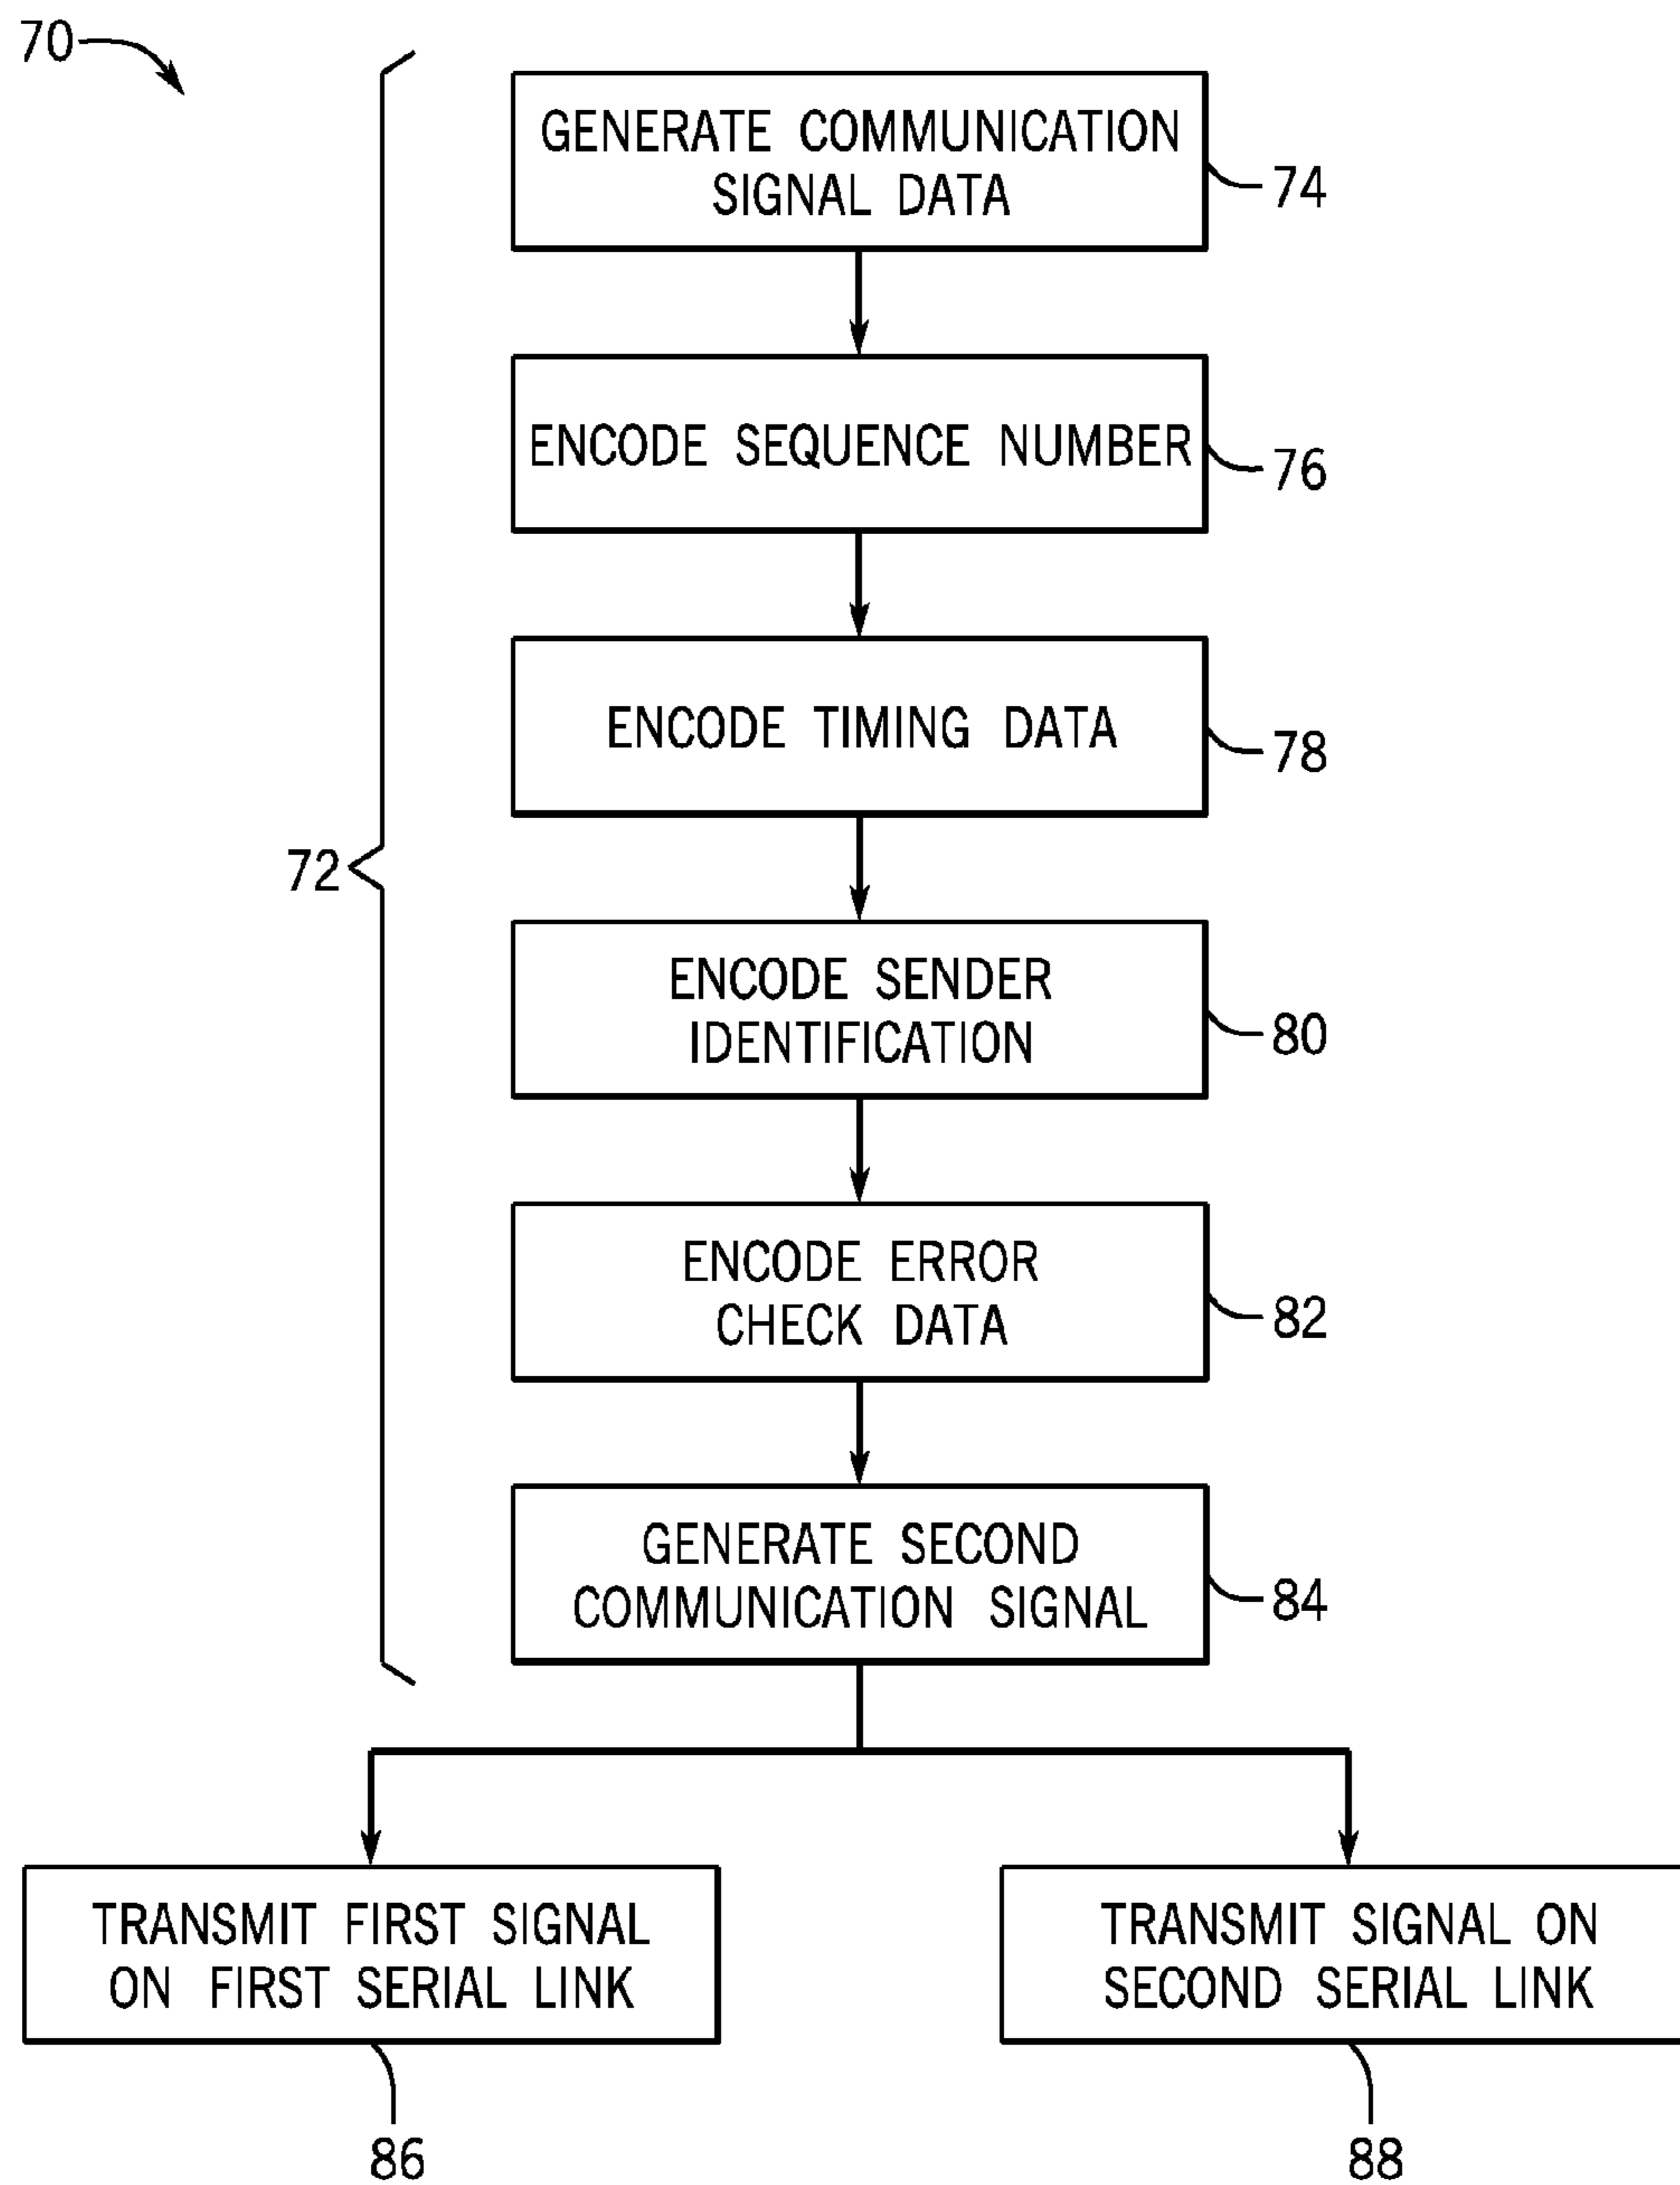 70
GENERATE COMMUNICATION
SIGNAL DATA
74
ENCODE SEQUENCE NUMBER
76
ENCODE TIMING DATA
78
72
ENCODE SENDER
IDENTIFICATION
80
ENCODE ERROR
CHECK DATA
82
GENERATE SECOND
COMMUNICATION SIGNAL
84
TRANSMIT FIRST SIGNAL
ON FIRST SERIAL LINK
86
TRANSMIT SIGNAL ON
SECOND SERIAL LINK
88